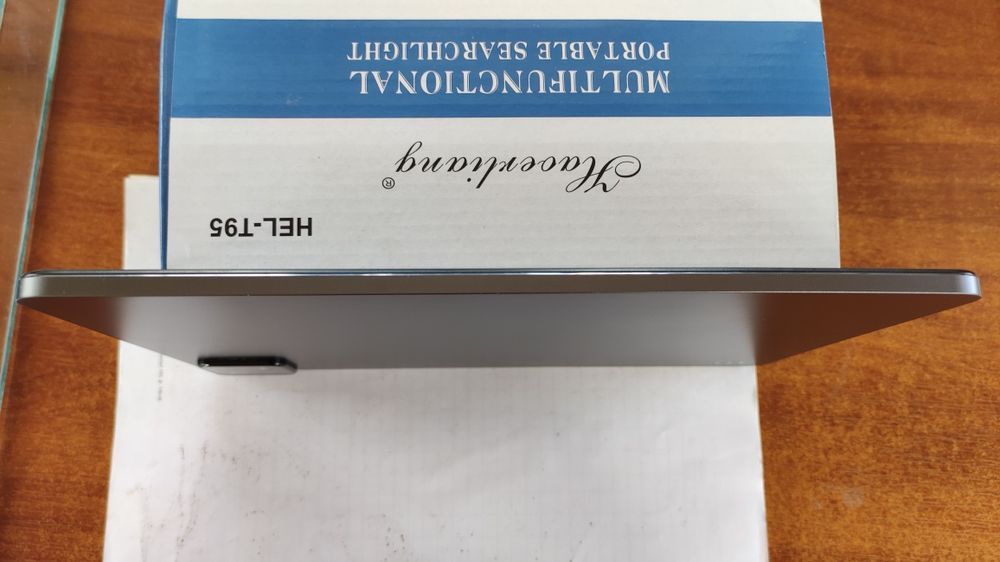 HEL-T95
Haoerliang®
MULTIFUNCTIONAL
PORTABLE SEARCHLIGHT